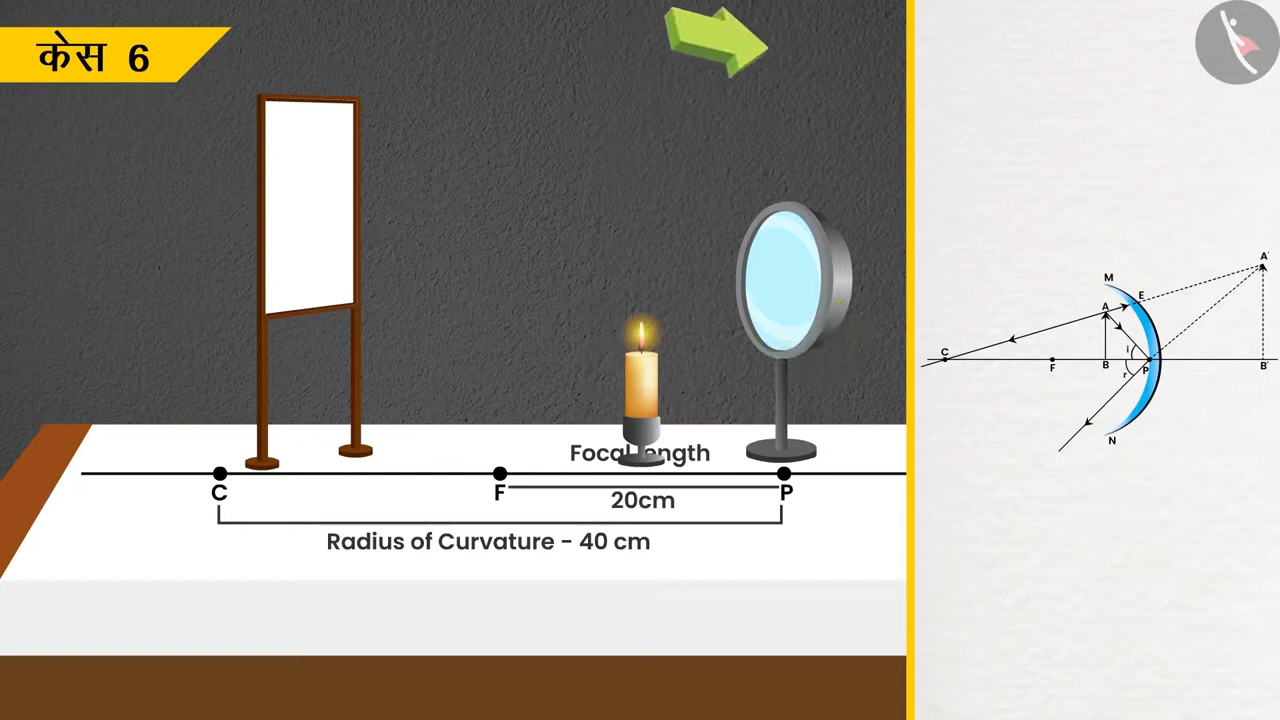 केस 6
Focal length
C
F
P
20cm
Radius of Curvature - 40 cm
A'
M
E
A
C
i
F
B
P
B'
r
N